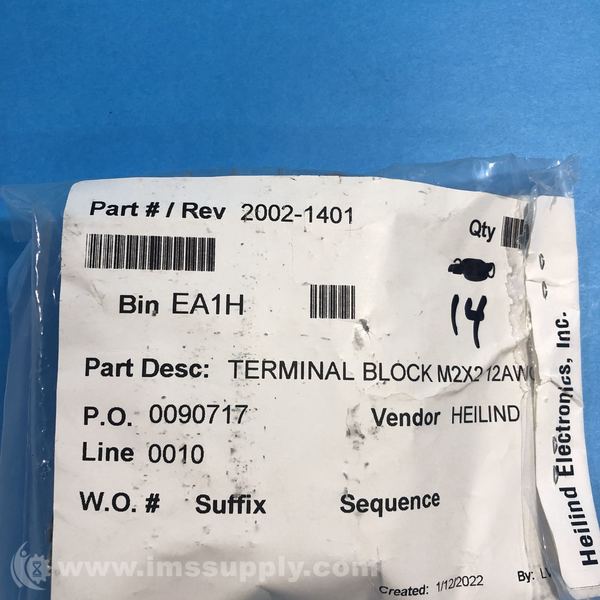 Part # / Rev 2002-1401
Qty
14
Bin EA1H
Part Desc: TERMINAL BLOCK M2X2 12AW
P.O. 0090717
Vendor HEILIND
Line 0010
W.O. # Suffix Sequence
Created: 1/12/2022 By:
Heilind Electronics, Inc.
www.imssupply.com